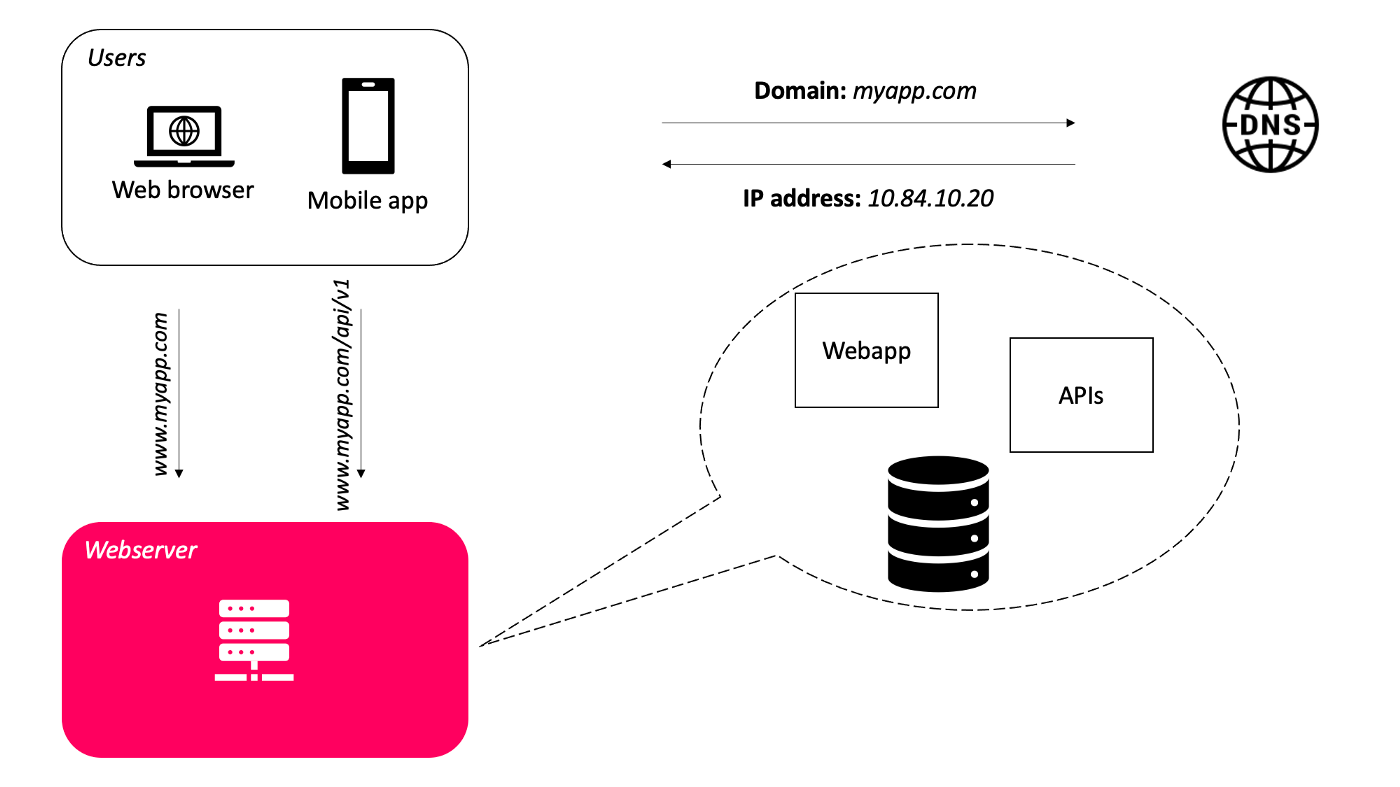 Users
Web browser
Mobile app
Domain: myapp.com
IP address: 10.84.10.20
DNS
www.myapp.com
www.myapp.com/api/v1
Webapp
APIs
Webserver